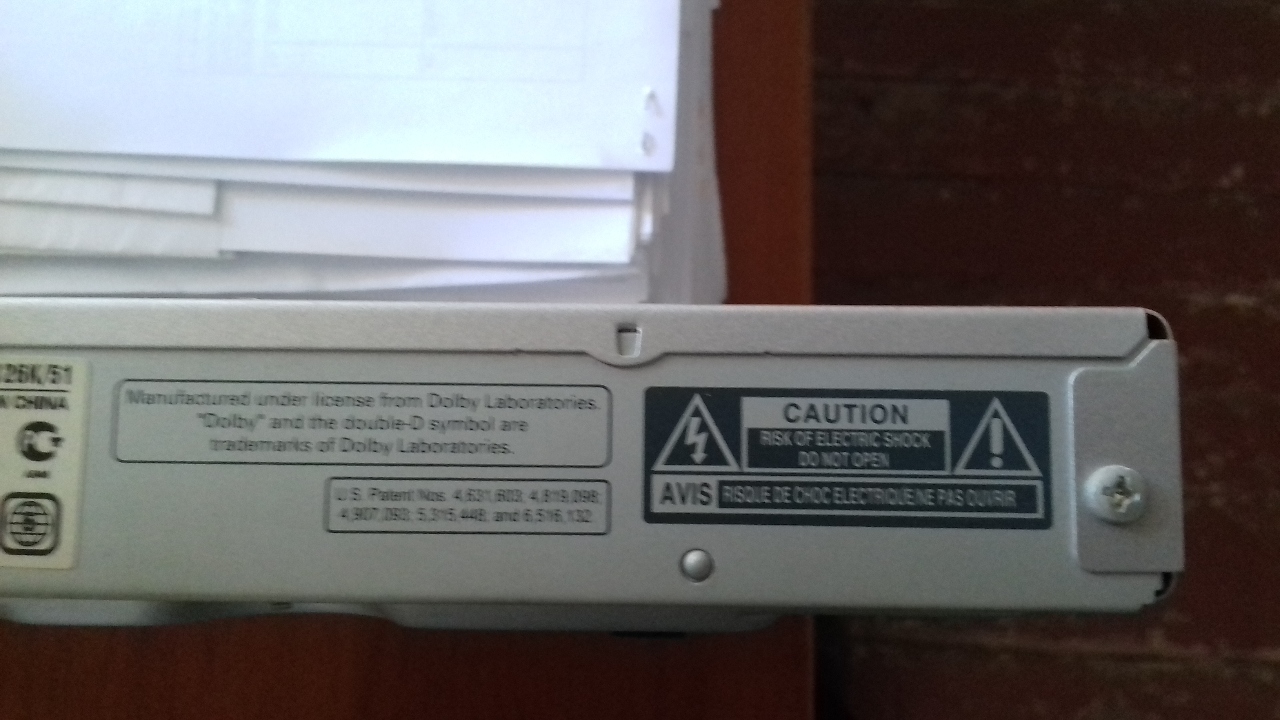 126K/51
CHINA
Manufactured under license from Dolby Laboratories.
"Dolby" and the double-D symbol are
trademarks of Dolby Laboratories.
U.S. Patent Nos. 4,631,603; 4,819,098;
4,907,093; 5,315,448; and 6,516,132
CAUTION
RISK OF ELECTRIC SHOCK
DO NOT OPEN
AVIS RISQUE DE CHOC ELECTRIQUE NE PAS OUVRIR